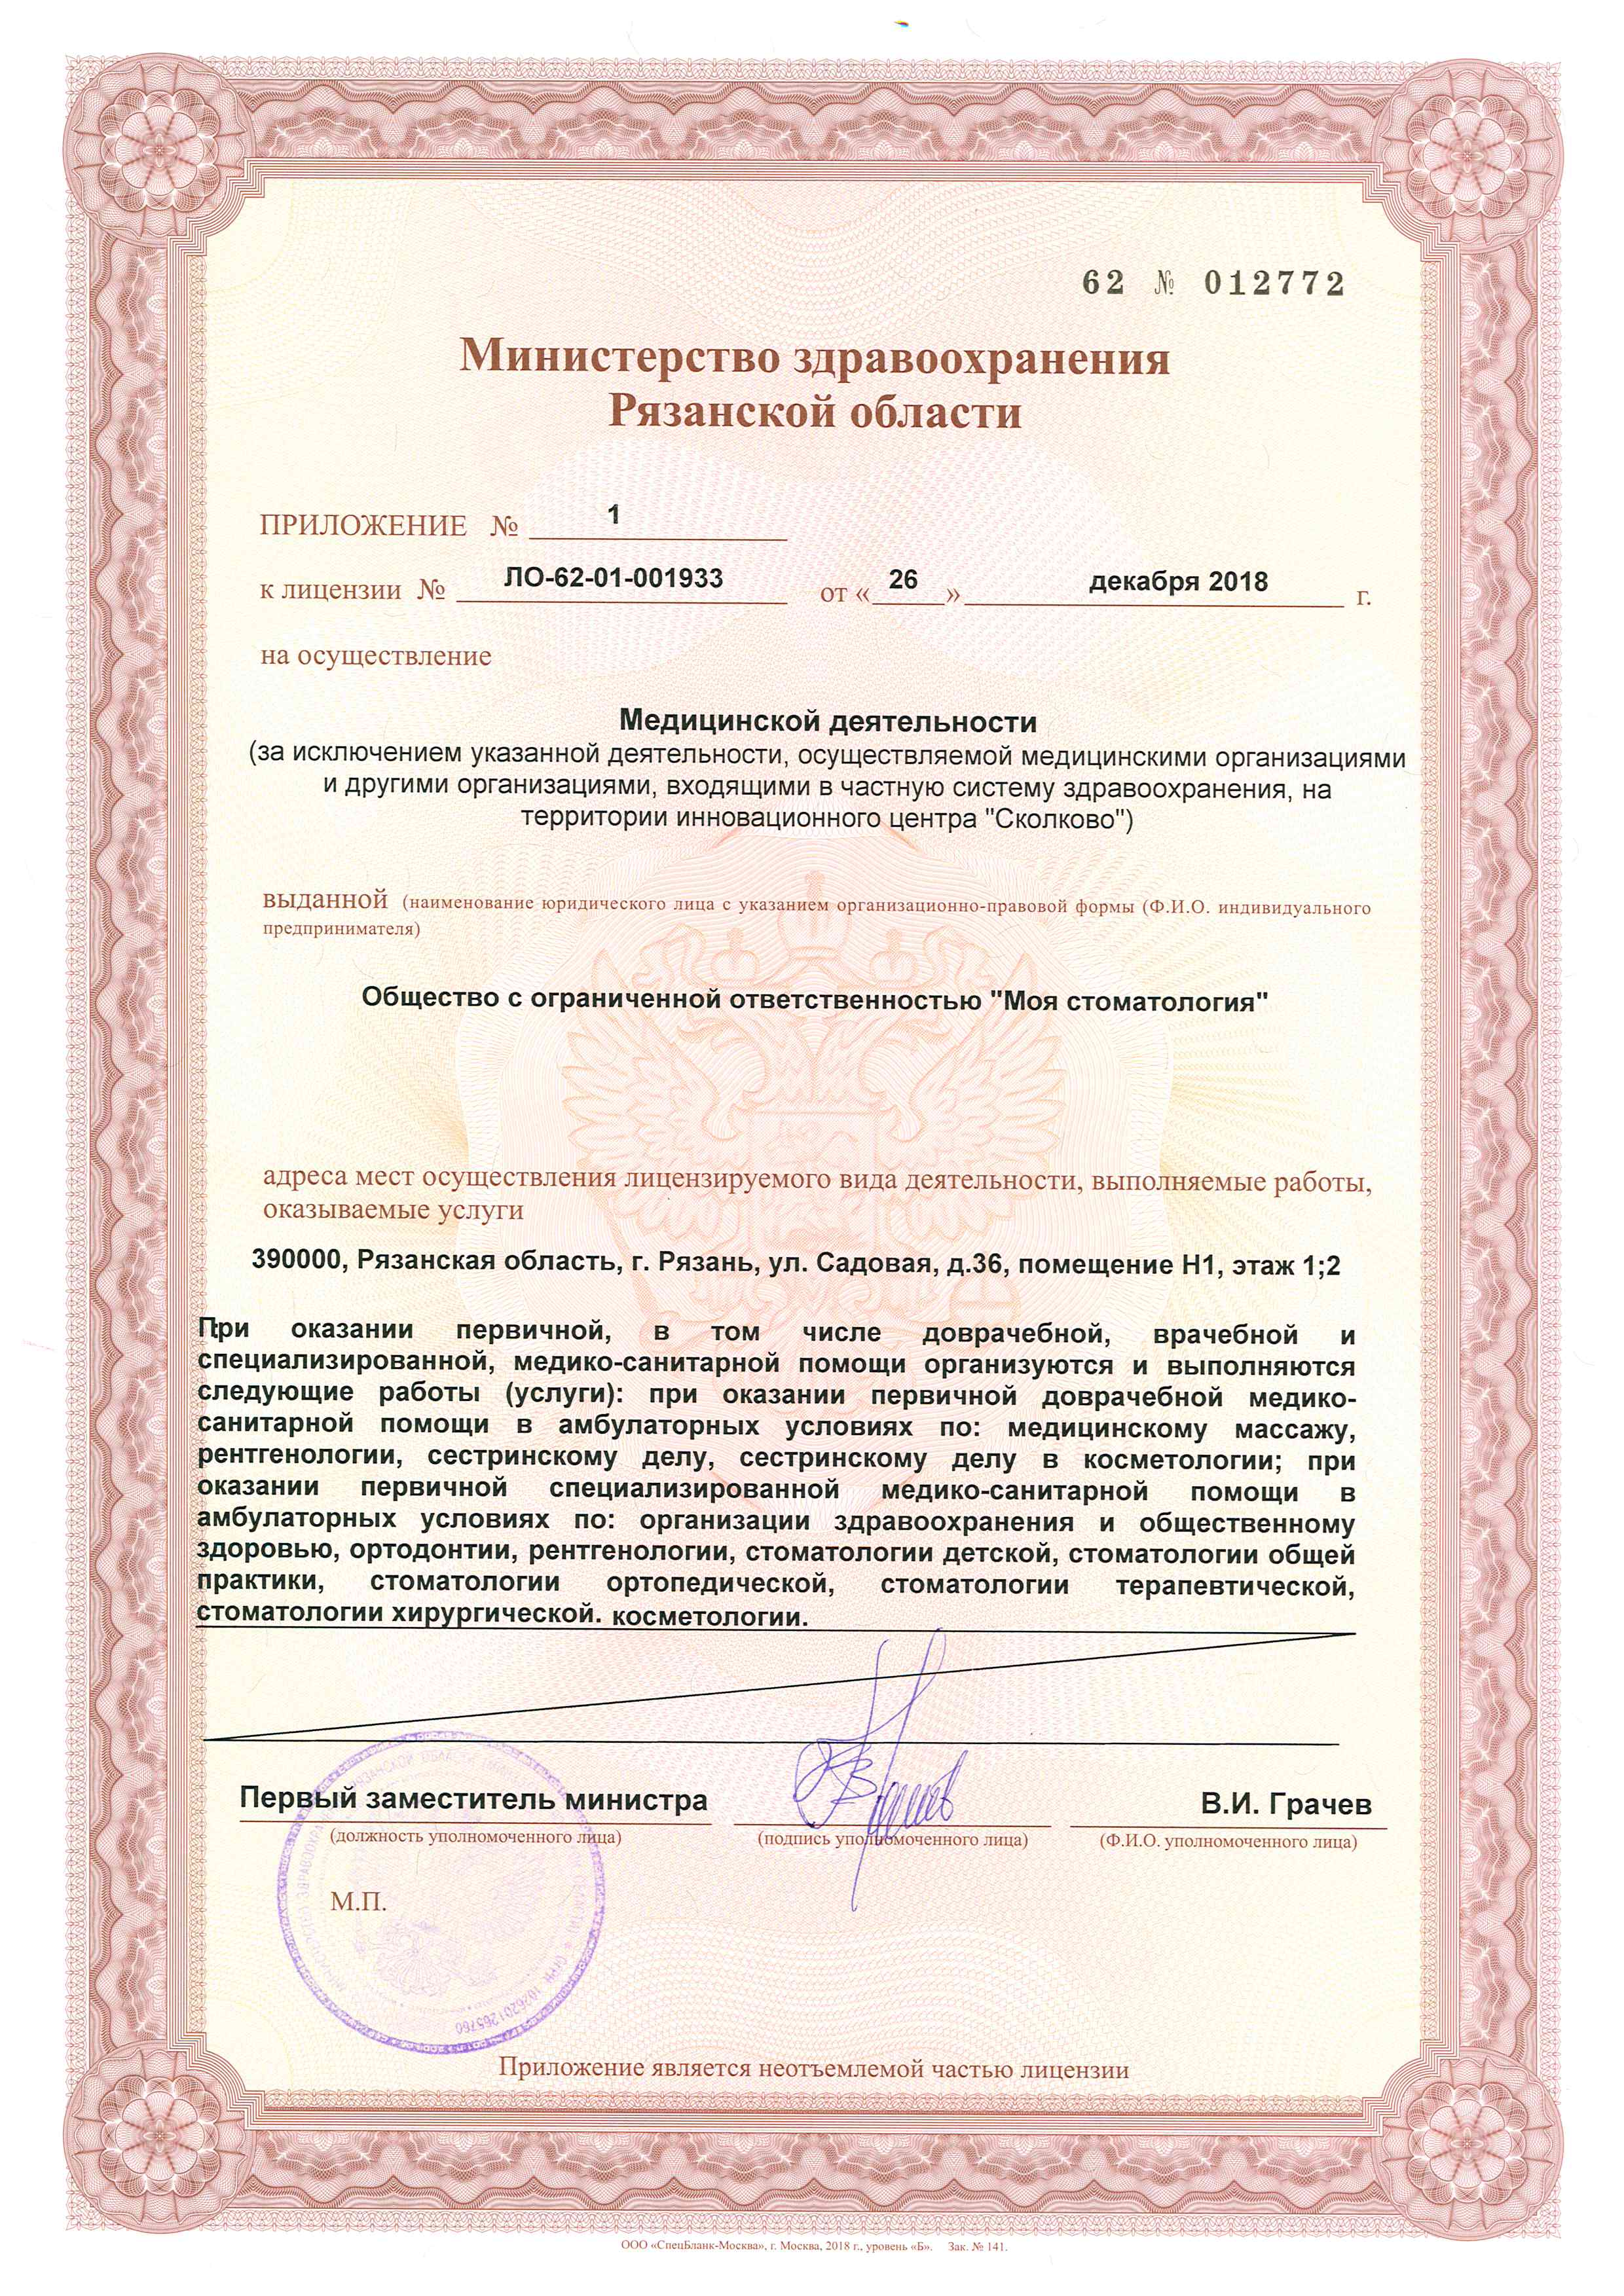 62 № 012772
Министерство здравоохранения
Рязанской области
ПРИЛОЖЕНИЕ № 1
к лицензии № ЛО-62-01-001933 от « 26 » декабря 2018 г.
на осуществление
Медицинской деятельности
(за исключением указанной деятельности, осуществляемой медицинскими организациями
и другими организациями, входящими в частную систему здравоохранения, на
территории инновационного центра "Сколково")
выданной (наименование юридического лица с указанием организационно-правовой формы (Ф.И.О. индивидуального
предпринимателя)
Общество с ограниченной ответственностью "Моя стоматология"
адреса мест осуществления лицензируемого вида деятельности, выполняемые работы,
оказываемые услуги
390000, Рязанская область, г. Рязань, ул. Садовая, д.36, помещение Н1, этаж 1;2
При оказании первичной, в том числе доврачебной, врачебной и
специализированной, медико-санитарной помощи организуются и выполняются
следующие работы (услуги): при оказании первичной доврачебной медико-
санитарной помощи в амбулаторных условиях по: медицинскому массажу,
рентгенологии, сестринскому делу, сестринскому делу в косметологии; при
оказании первичной специализированной медико-санитарной помощи в
амбулаторных условиях по: организации здравоохранения и общественному
здоровью, ортодонтии, рентгенологии, стоматологии детской, стоматологии общей
практики, стоматологии ортопедической, стоматологии терапевтической,
стоматологии хирургической. косметологии.
Первый заместитель министра В.И. Грачев
(должность уполномоченного лица) (подпись уполномоченного лица) (Ф.И.О. уполномоченного лица)
М.П.
1026201265760
Приложение является неотъемлемой частью лицензии
ООО «СпецБланк-Москва», г. Москва, 2018 г., уровень «Б». Зак. № 141.